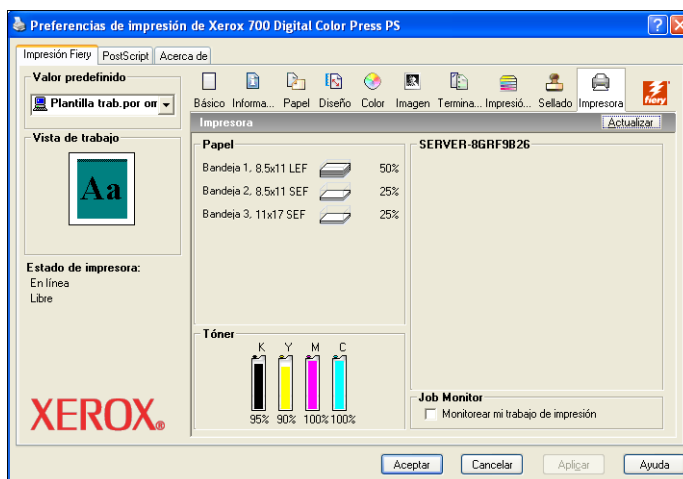 Preferencias de impresión de Xerox 700 Digital Color Press PS
Impresión Fiery PostScript Acerca de
Valor predefinido
Plantilla trab.por om
Básico Informa... Papel Diseño Color Imagen Termina... Impresió... Sellado Impresora
fiery
Impresora Actualizar
Vista de trabajo
Aa
Estado de impresora:
En línea
Libre
XEROX®
Papel
Bandeja 1, 8.5x11 LEF 50%
Bandeja 2, 8.5x11 SEF 25%
Bandeja 3, 11x17 SEF 25%
Tóner
K Y M C
95% 90% 100% 100%
SERVER-8GRF9B26
Job Monitor
Monitorear mi trabajo de impresión
Aceptar Cancelar Aplicar Ayuda